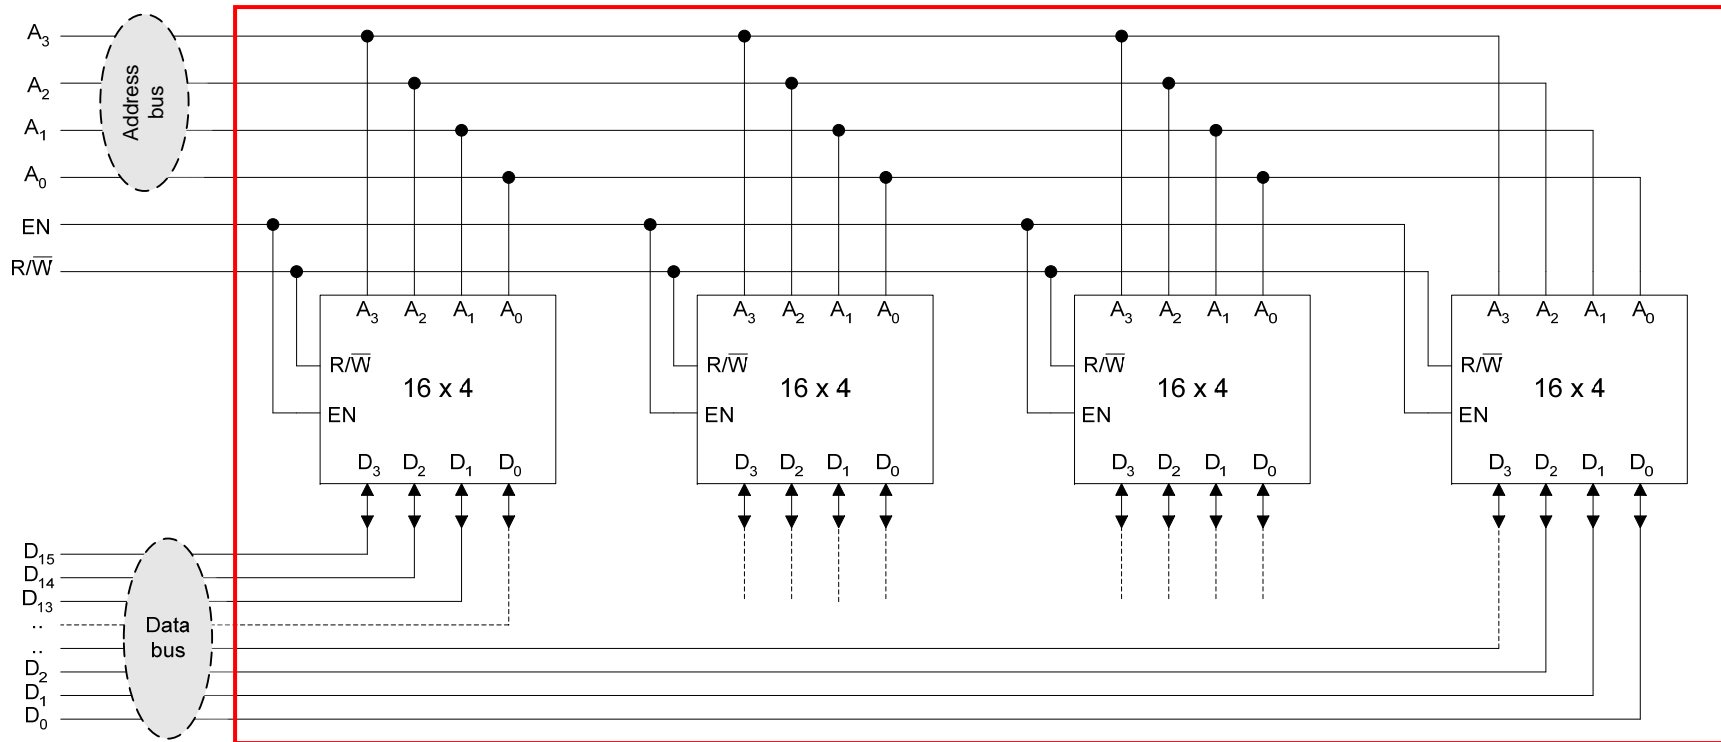 A3
A2
A1
A0
EN
R/W̅
Address
bus
A3 A2 A1 A0
R/W̅
16 x 4
EN
D3 D2 D1 D0
A3 A2 A1 A0
R/W̅
16 x 4
EN
D3 D2 D1 D0
A3 A2 A1 A0
R/W̅
16 x 4
EN
D3 D2 D1 D0
A3 A2 A1 A0
R/W̅
16 x 4
EN
D3 D2 D1 D0
D15
D14
D13
..
..
D2
D1
D0
Data
bus